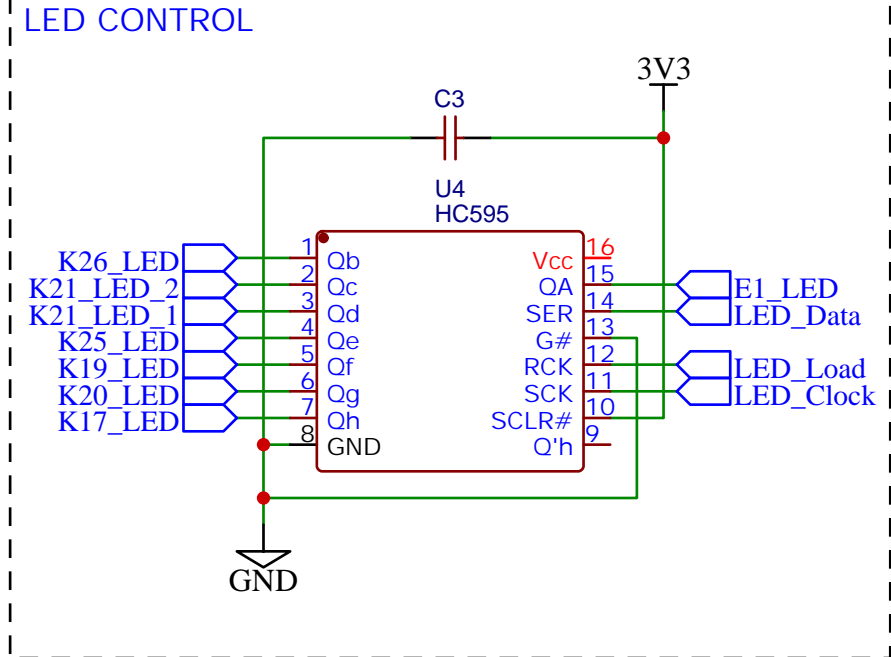 LED CONTROL
3V3
C3
U4
HC595
K26_LED 1 Qb Vcc 16
K21_LED_2 2 Qc QA 15 E1_LED
K21_LED_1 3 Qd SER 14 LED_Data
K25_LED 4 Qe G# 13
K19_LED 5 Qf RCK 12 LED_Load
K20_LED 6 Qg SCK 11 LED_Clock
K17_LED 7 Qh SCLR# 10
8 GND Q'h 9
GND